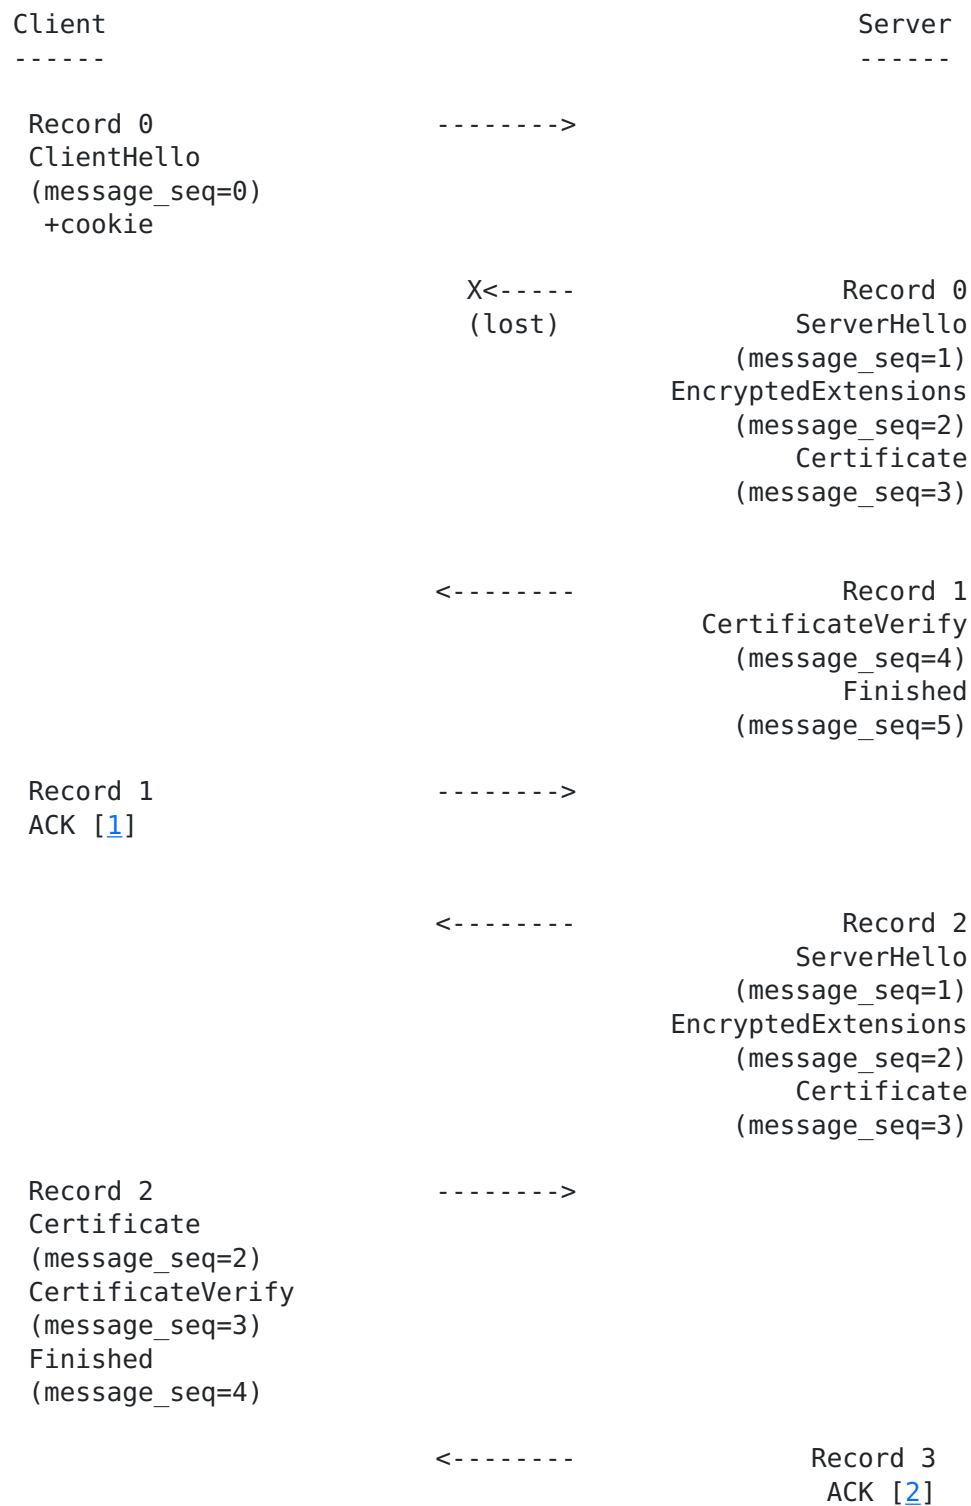 Client Server
------ ------
Record 0 -------->
ClientHello
(message_seq=0)
+cookie
X<----- Record 0
(lost) ServerHello
(message_seq=1)
EncryptedExtensions
(message_seq=2)
Certificate
(message_seq=3)
<-------- Record 1
CertificateVerify
(message_seq=4)
Finished
(message_seq=5)
Record 1 -------->
ACK [1]
<-------- Record 2
ServerHello
(message_seq=1)
EncryptedExtensions
(message_seq=2)
Certificate
(message_seq=3)
Record 2 -------->
Certificate
(message_seq=2)
CertificateVerify
(message_seq=3)
Finished
(message_seq=4)
<-------- Record 3
ACK [2]